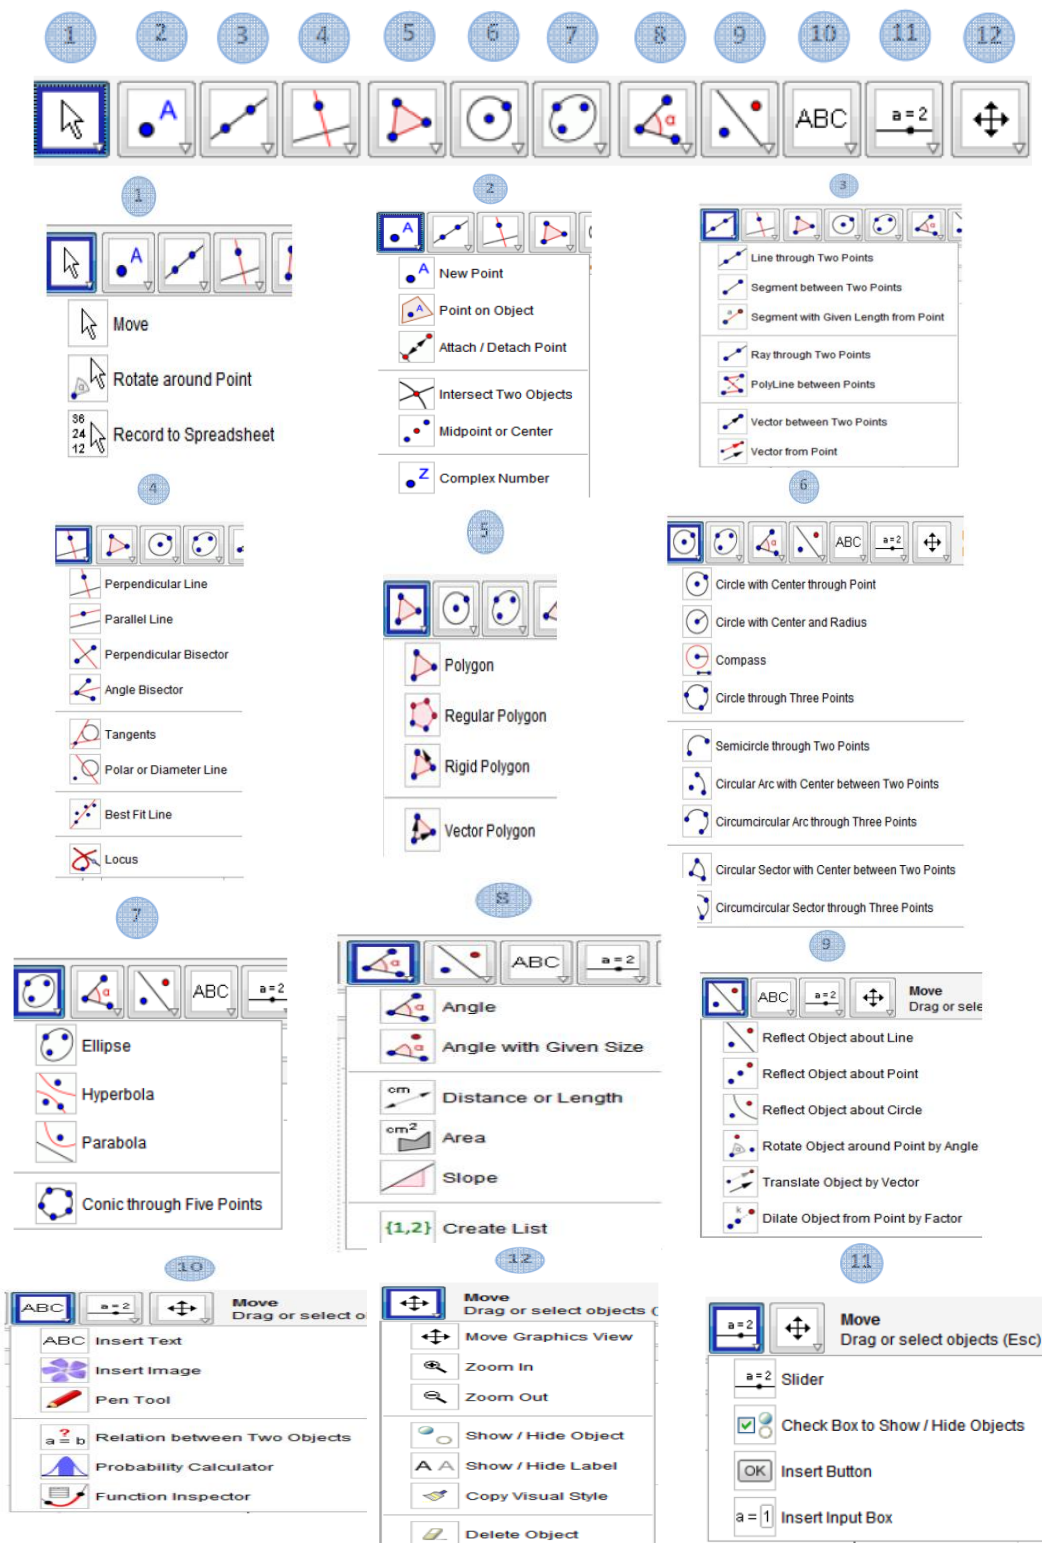 1 2 3 4 5 6 7 8 9 10 11 12
A α ABC a = 2
1
A
Move
Rotate around Point
36 24 12 Record to Spreadsheet
2
A
A New Point
A Point on Object
Attach / Detach Point
Intersect Two Objects
Midpoint or Center
Z Complex Number
3
α
Line through Two Points
Segment between Two Points
a Segment with Given Length from Point
Ray through Two Points
PolyLine between Points
Vector between Two Points
Vector from Point
4
Perpendicular Line
Parallel Line
Perpendicular Bisector
Angle Bisector
Tangents
Polar or Diameter Line
Best Fit Line
Locus
5
Polygon
Regular Polygon
Rigid Polygon
Vector Polygon
6
α ABC a=2
Circle with Center through Point
Circle with Center and Radius
Compass
Circle through Three Points
Semicircle through Two Points
Circular Arc with Center between Two Points
Circumcircular Arc through Three Points
Circular Sector with Center between Two Points
Circumcircular Sector through Three Points
7
α ABC a=2
Ellipse
Hyperbola
Parabola
Conic through Five Points
8
α ABC a=2
α Angle
α Angle with Given Size
cm Distance or Length
cm² Area
Slope
{1,2} Create List
9
ABC a=2 Move
Drag or sele
Reflect Object about Line
Reflect Object about Point
Reflect Object about Circle
α Rotate Object around Point by Angle
Translate Object by Vector
k Dilate Object from Point by Factor
10
ABC a=2 Move
Drag or select o
ABC Insert Text
Insert Image
Pen Tool
a ?= b Relation between Two Objects
Probability Calculator
Function Inspector
12
Move
Drag or select objects (
Move Graphics View
Zoom In
Zoom Out
Show / Hide Object
A A Show / Hide Label
Copy Visual Style
Delete Object
11
a=2 Move
Drag or select objects (Esc)
a=2 Slider
Check Box to Show / Hide Objects
OK Insert Button
a = 1 Insert Input Box